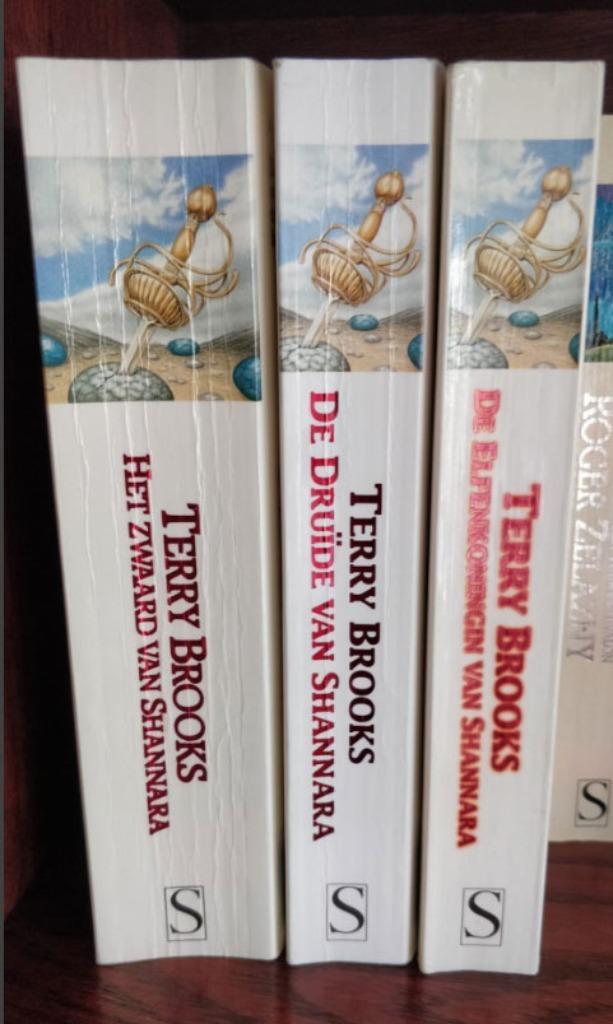 TERRY BROOKS
HET ZWAARD VAN SHANNARA
S
TERRY BROOKS
DE DRUÏDE VAN SHANNARA
S
TERRY BROOKS
DE ELFENKONINGIN VAN SHANNARA
S
ROGER ZELAZNY
S